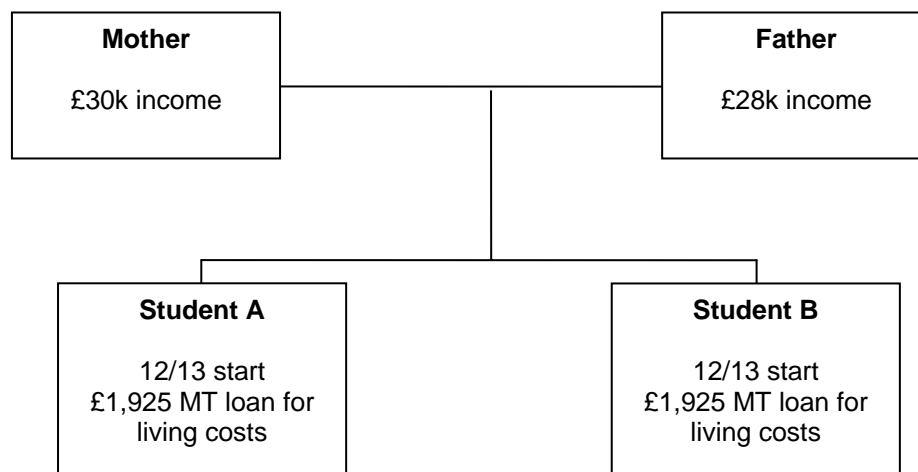 Mother
£30k income
Father
£28k income
Student A
12/13 start
£1,925 MT loan for
living costs
Student B
12/13 start
£1,925 MT loan for
living costs